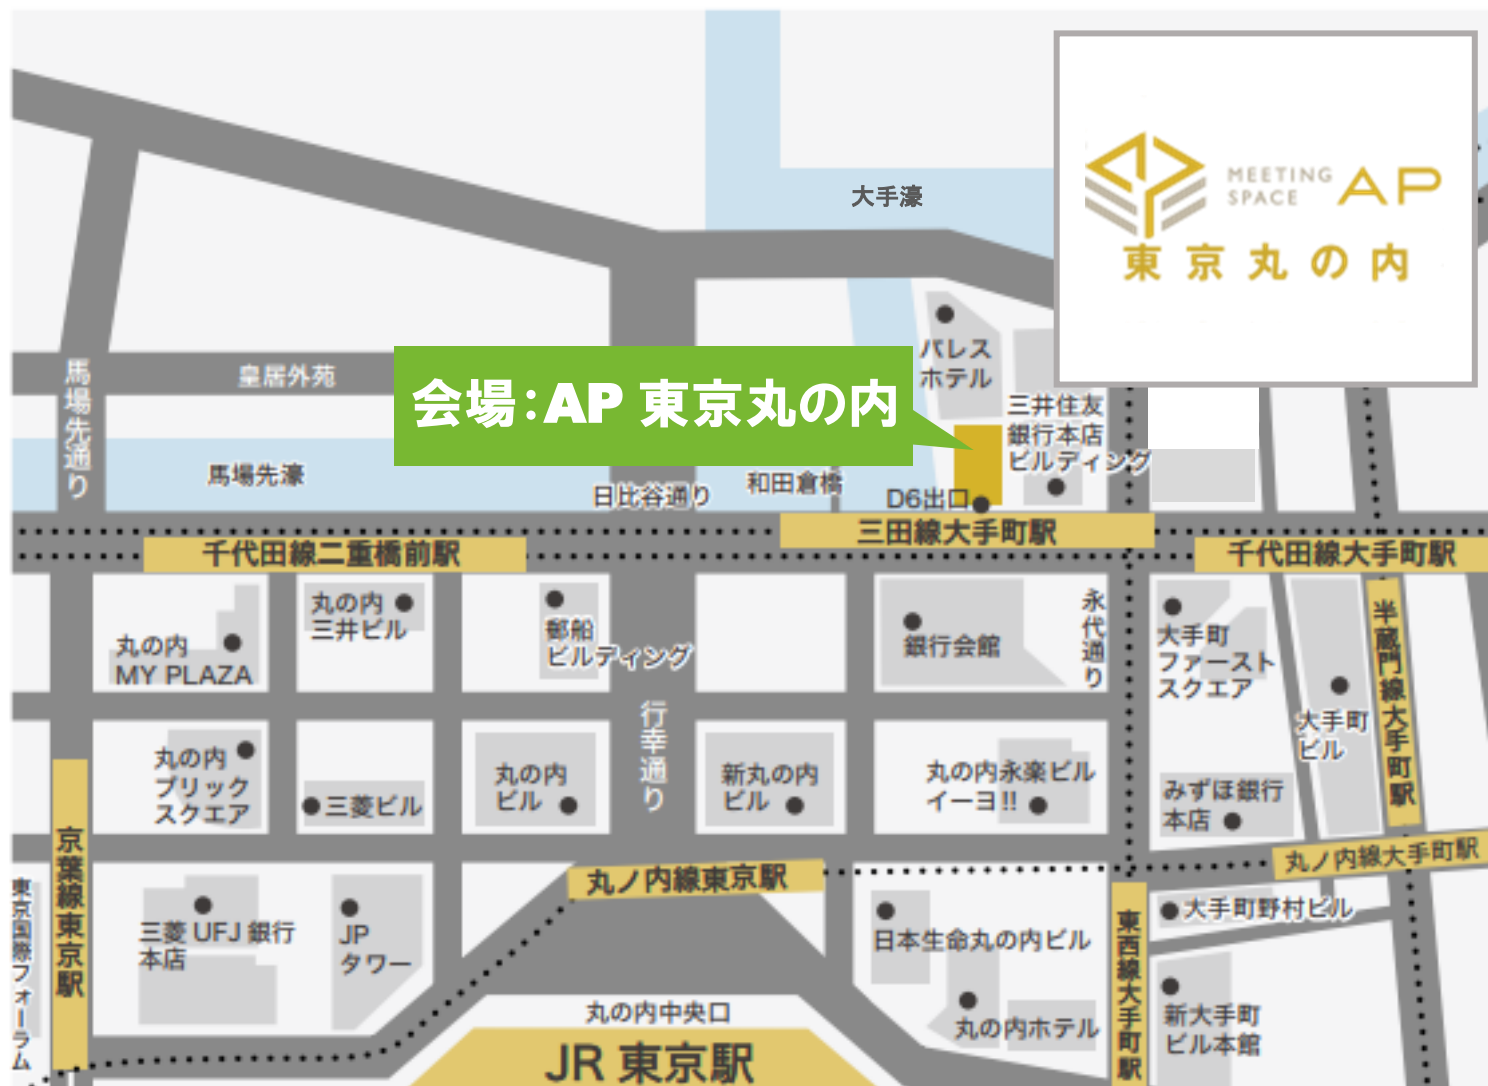 MEETING
SPACE
AP
東京丸の内
大手濠
パレス
ホテル
皇居外苑
会場:AP 東京丸の内
三井住友
銀行本店
ビルディング
馬場先通り
馬場先濠
日比谷通り
和田倉橋
D6出口
三田線大手町駅
千代田線二重橋前駅
千代田線大手町駅
丸の内
三井ビル
郵船
ビルディング
丸の内
MY PLAZA
銀行会館
永代通り
大手町
ファースト
スクエア
半蔵門線大手町駅
大手町
ビル
行幸通り
丸の内
ブリック
スクエア
三菱ビル
丸の内
ビル
新丸の内
ビル
丸の内永楽ビル
イーヨ!!
みずほ銀行
本店
京葉線東京駅
丸ノ内線東京駅
丸ノ内線大手町駅
東京国際フォーラム
三菱 UFJ 銀行
本店
JP
タワー
日本生命丸の内ビル
東西線大手町駅
大手町野村ビル
丸の内中央口
丸の内ホテル
新大手町
ビル本館
JR 東京駅